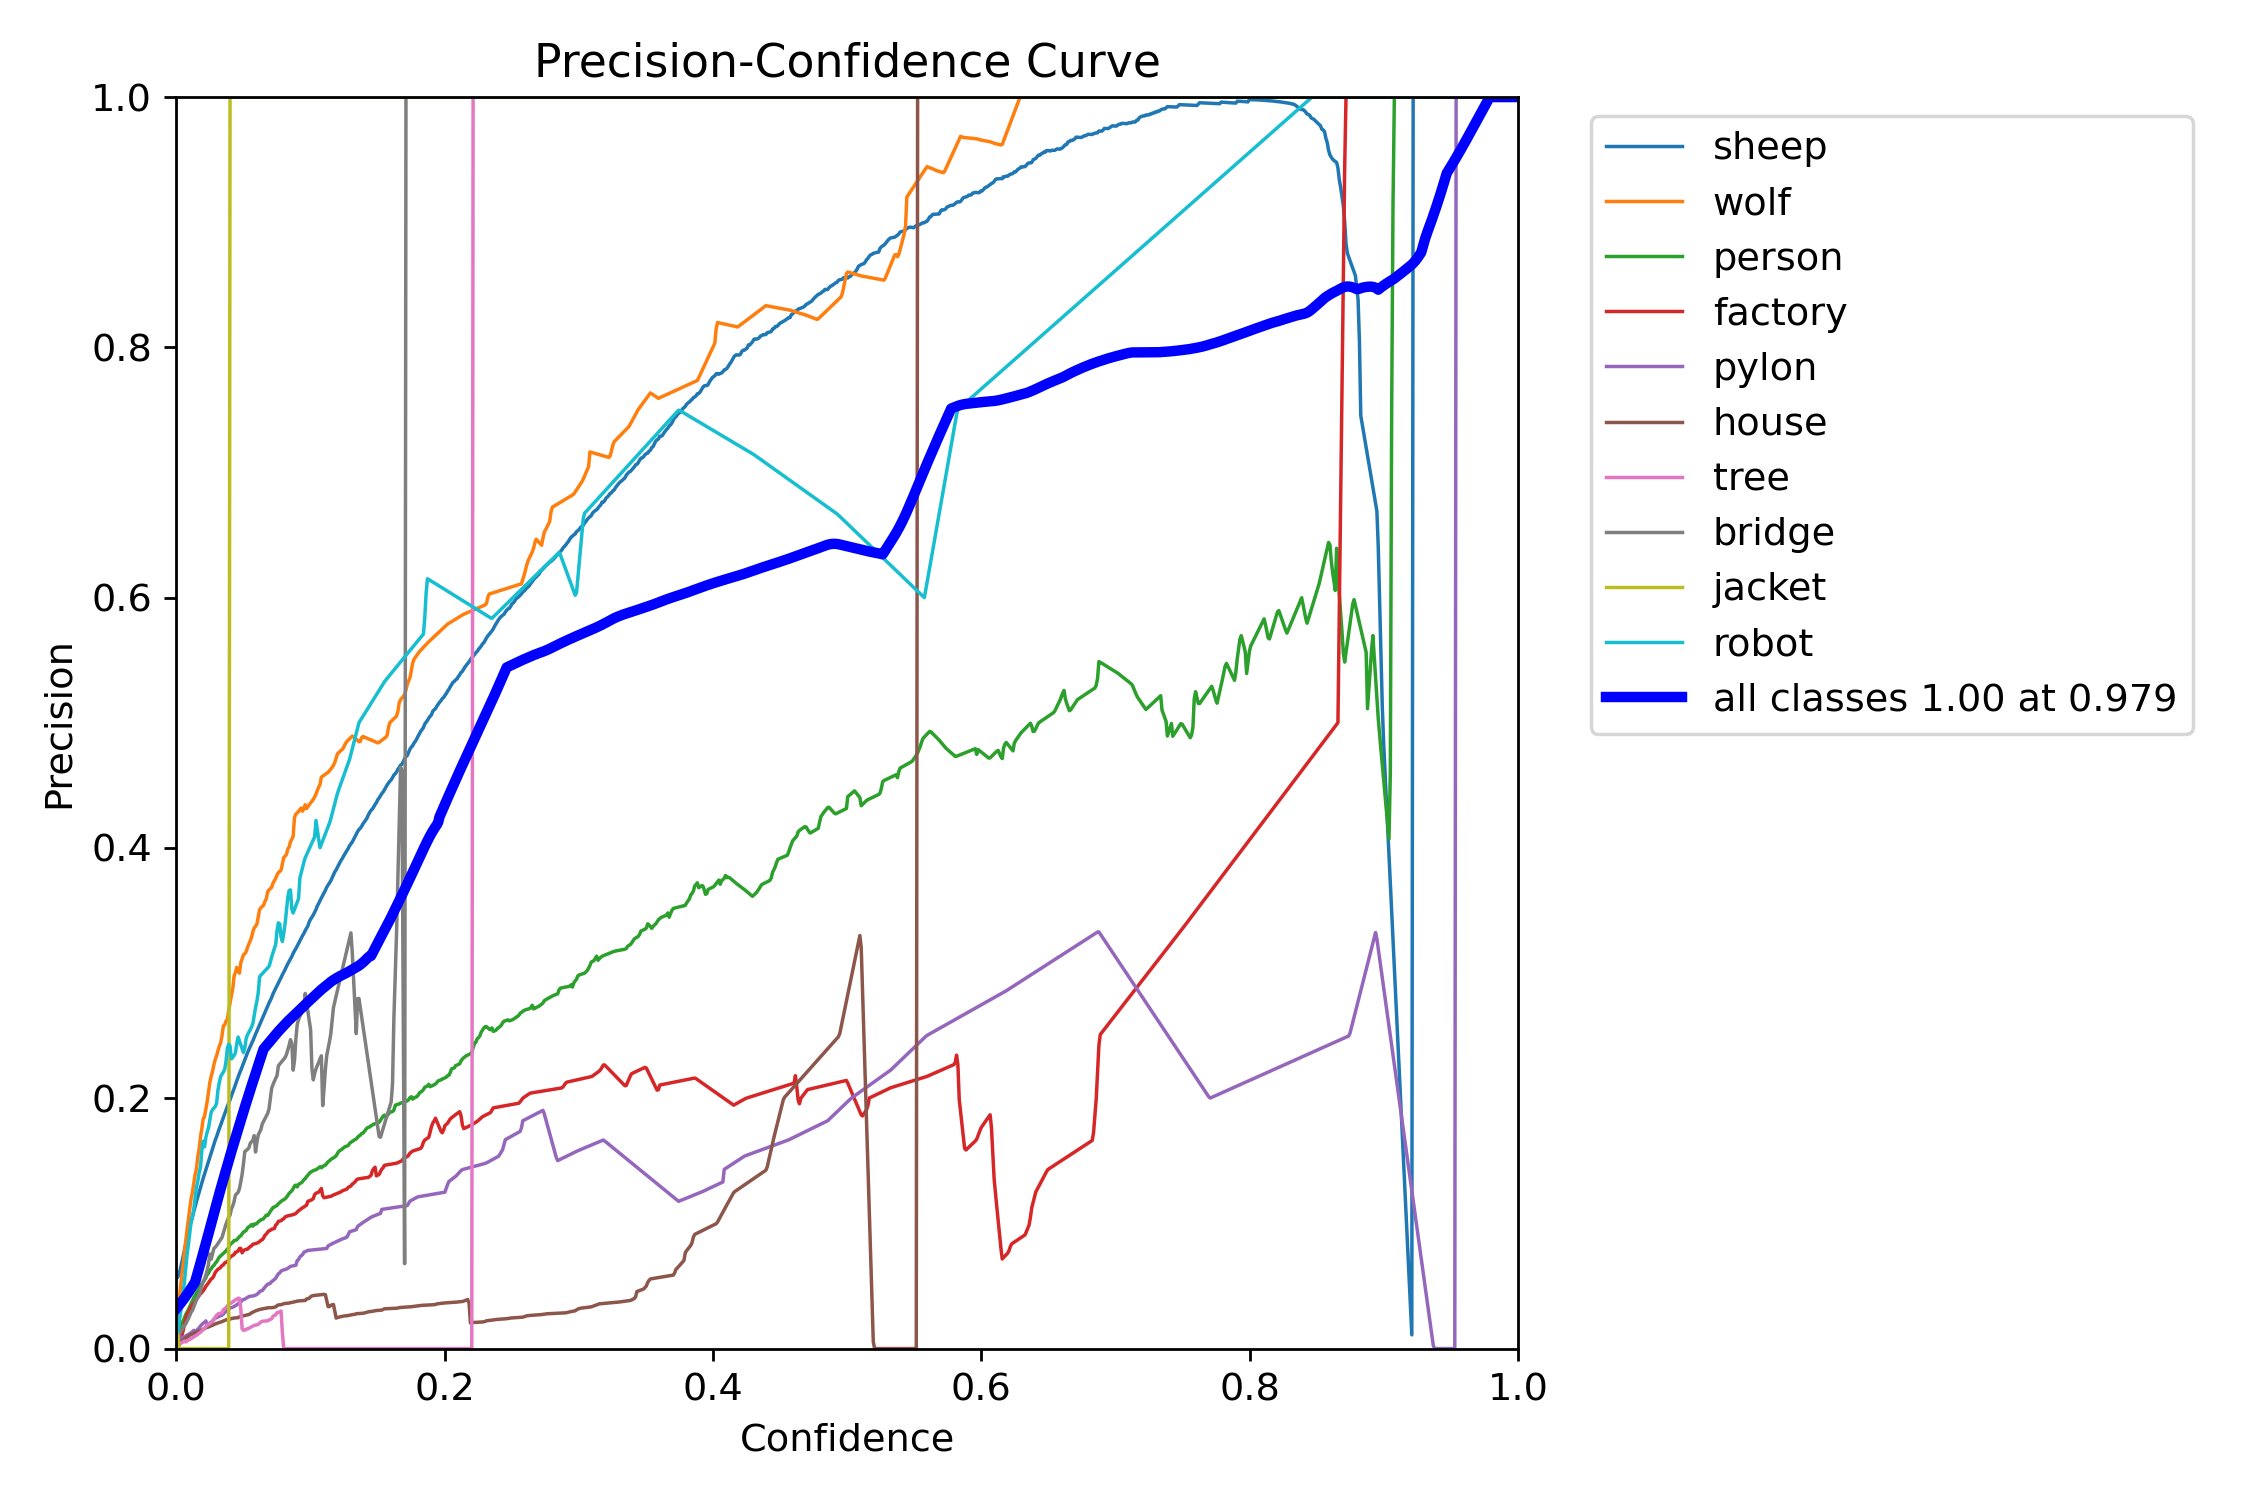 Precision-Confidence Curve
1.0
0.8
0.6
0.4
0.2
0.0
Precision
0.0 0.2 0.4 0.6 0.8 1.0
Confidence
sheep
wolf
person
factory
pylon
house
tree
bridge
jacket
robot
all classes 1.00 at 0.979